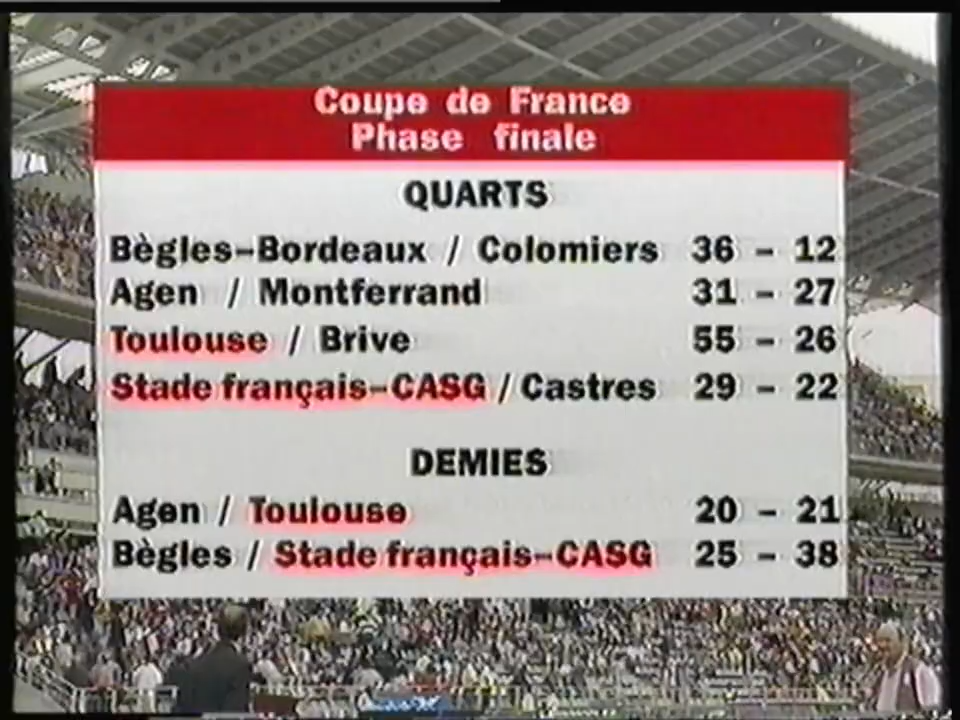 Coupe de France
Phase finale
QUARTS
Bègles-Bordeaux / Colomiers 36 - 12
Agen / Montferrand 31 - 27
Toulouse / Brive 55 - 26
Stade français-CASG / Castres 29 - 22
DEMIES
Agen / Toulouse 20 - 21
Bègles / Stade français-CASG 25 - 38